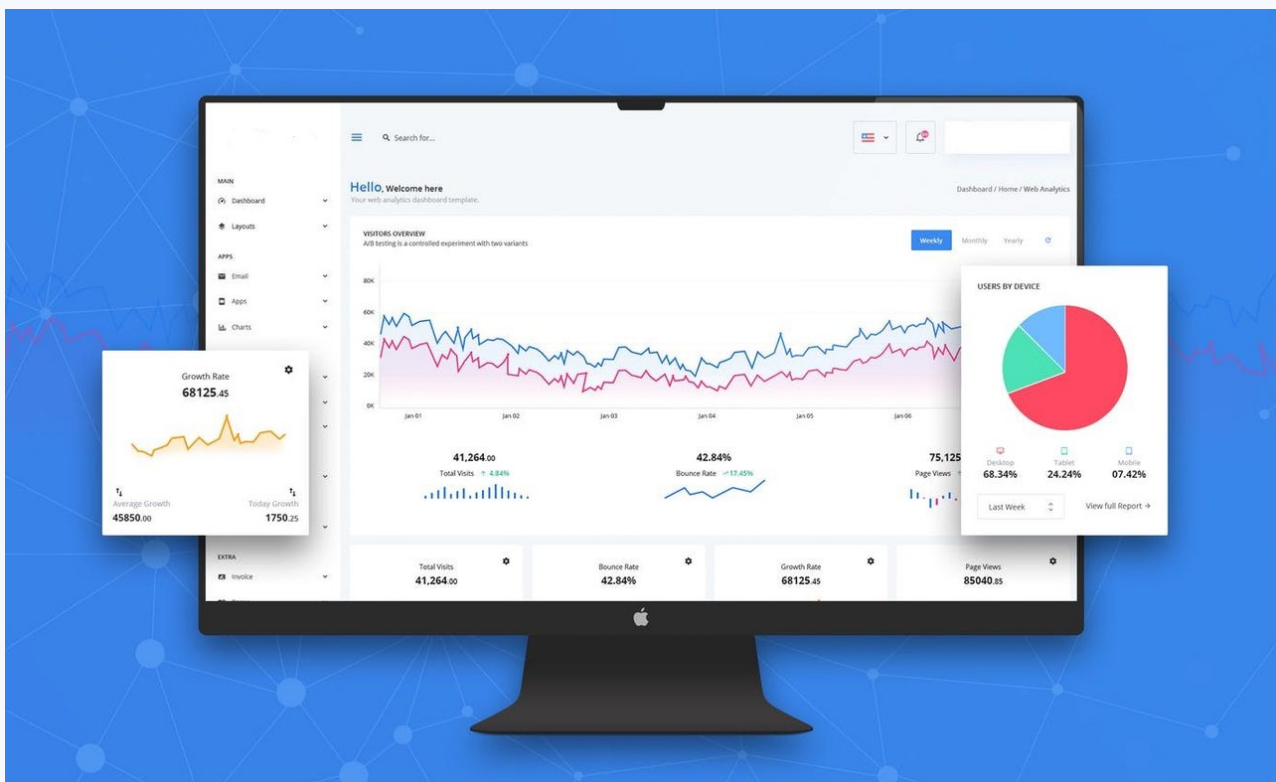 Search for...
MAIN
Dashboard
Layouts
APPS
Email
Apps
Charts
EXTRA
Invoice
Hello, Welcome here
Your web analytics dashboard template.
Dashboard / Home / Web Analytics
VISITORS OVERVIEW
A/B testing is a controlled experiment with two variants
Weekly Monthly Yearly
80K
60K
40K
20K
0K
Jan 01 Jan 02 Jan 03 Jan 04 Jan 05 Jan 06
41,264.00
Total Visits 4.84%
42.84%
Bounce Rate 17.45%
75,125
Page Views
Total Visits
41,264.00
Bounce Rate
42.84%
Growth Rate
68125.45
Page Views
85040.85
Growth Rate
68125.45
Average Growth
45850.00
Today Growth
1750.25
USERS BY DEVICE
Desktop
68.34%
Tablet
24.24%
Mobile
07.42%
Last Week
View full Report →